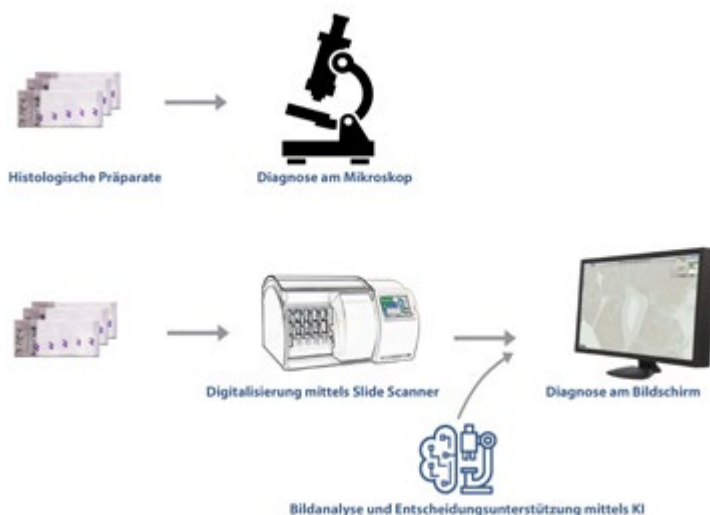 Histologische Präparate
Diagnose am Mikroskop
Digitalisierung mittels Slide Scanner
Diagnose am Bildschirm
Bildanalyse und Entscheidungsunterstützung mittels KI